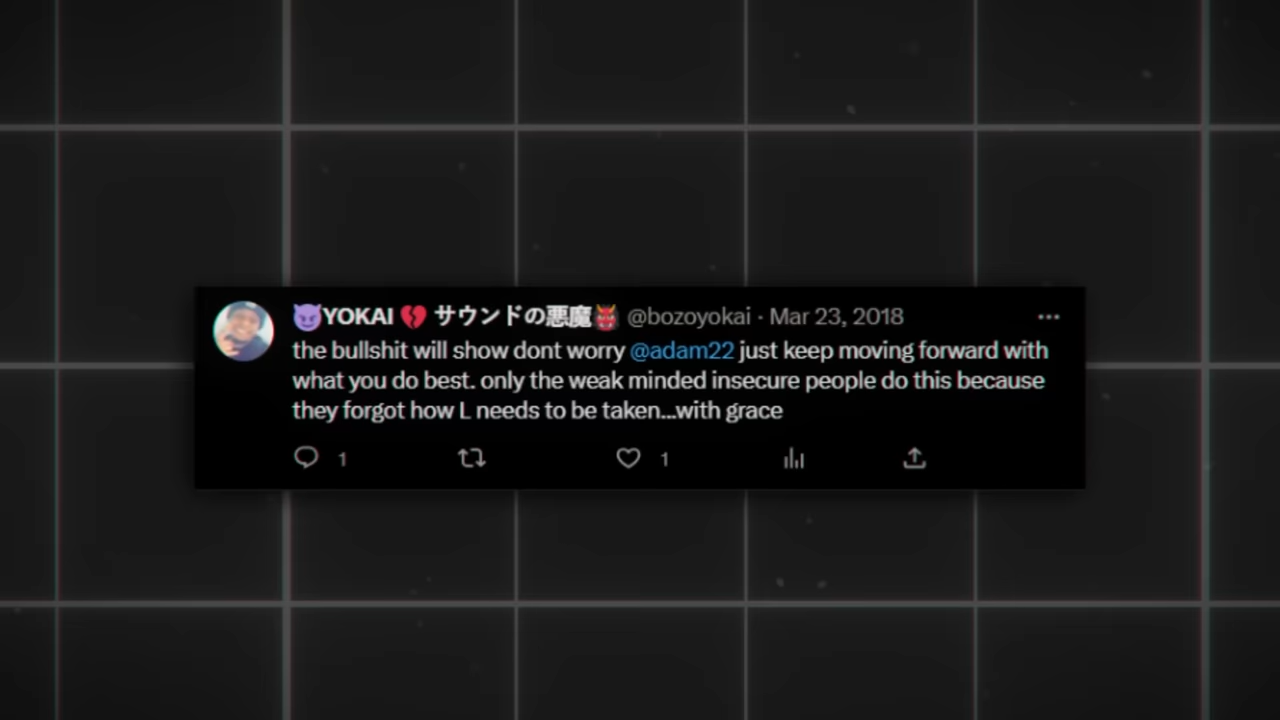 😈YOKAI 💔 サウンドの悪魔👹 @bozoyokai · Mar 23, 2018
the bullshit will show dont worry @adam22 just keep moving forward with
what you do best. only the weak minded insecure people do this because
they forgot how L needs to be taken...with grace
1 1